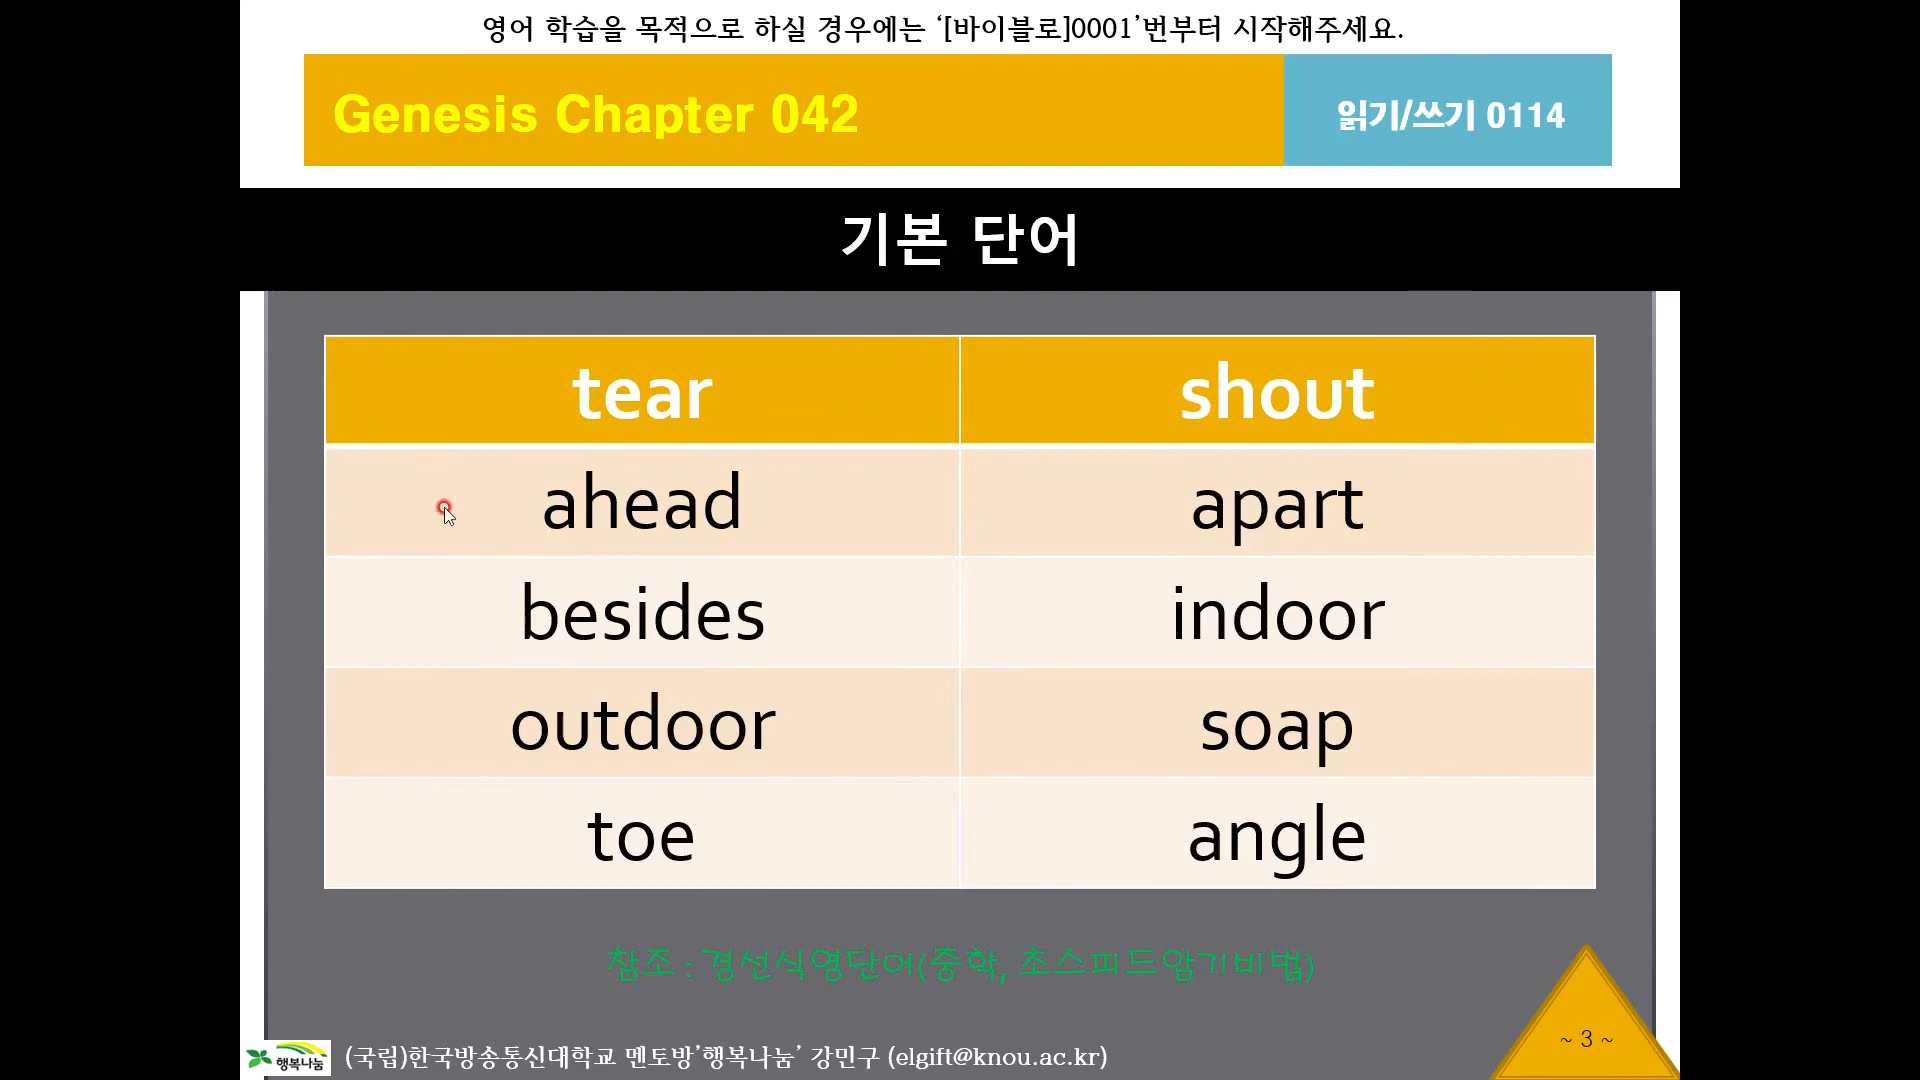 영어 학습을 목적으로 하실 경우에는 ‘[바이블로]0001’번부터 시작해주세요.
Genesis Chapter 042
읽기/쓰기 0114
기본 단어
tear shout
ahead apart
besides indoor
outdoor soap
toe angle
참조 : 경선식영단어(중학, 초스피드암기비법)
~ 3 ~
행복나눔
(국립)한국방송통신대학교 멘토방’행복나눔’ 강민구 (elgift@knou.ac.kr)